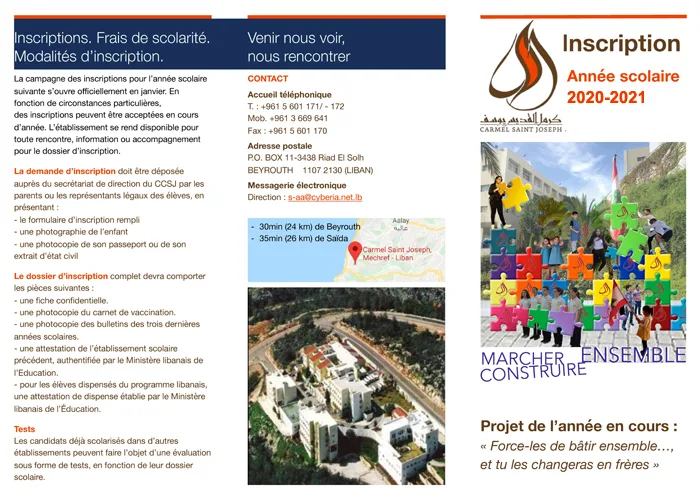 Inscriptions. Frais de scolarité.
Modalités d’inscription.
La campagne des inscriptions pour l’année scolaire
suivante s’ouvre officiellement en janvier. En
fonction de circonstances particulières,
des inscriptions peuvent être acceptées en cours
d’année. L’établissement se rend disponible pour
toute rencontre, information ou accompagnement
pour le dossier d’inscription.
La demande d’inscription doit être déposée
auprès du secrétariat de direction du CCSJ par les
parents ou les représentants légaux des élèves, en
présentant :
- le formulaire d’inscription rempli
- une photographie de l’enfant
- une photocopie de son passeport ou de son
extrait d’état civil
Le dossier d’inscription complet devra comporter
les pièces suivantes :
- une fiche confidentielle.
- une photocopie du carnet de vaccination.
- une photocopie des bulletins des trois dernières
années scolaires.
- une attestation de l’établissement scolaire
précédent, authentifiée par le Ministère libanais de
l’Education.
- pour les élèves dispensés du programme libanais,
une attestation de dispense établie par le Ministère
libanais de l’Éducation.
Tests
Les candidats déjà scolarisés dans d’autres
établissements peuvent faire l’objet d’une évaluation
sous forme de tests, en fonction de leur dossier
scolaire.
Venir nous voir,
nous rencontrer
CONTACT
Accueil téléphonique
T. : +961 5 601 171/ - 172
Mob. +961 3 669 641
Fax : +961 5 601 170
Adresse postale
P.O. BOX 11-3438 Riad El Solh
BEYROUTH 1107 2130 (LIBAN)
Messagerie électronique
Direction : s-aa@cyberia.net.lb
- 30min (24 km) de Beyrouth
- 35min (26 km) de Saïda
Aalay
عاليه
Carmel Saint Joseph,
Mechref - Liban
Inscription
Année scolaire
2020-2021
كرمل القديس يوسف
CARMEL SAINT JOSEPH
MARCHER ENSEMBLE
CONSTRUIRE
Projet de l’année en cours :
« Force-les de bâtir ensemble…,
et tu les changeras en frères »